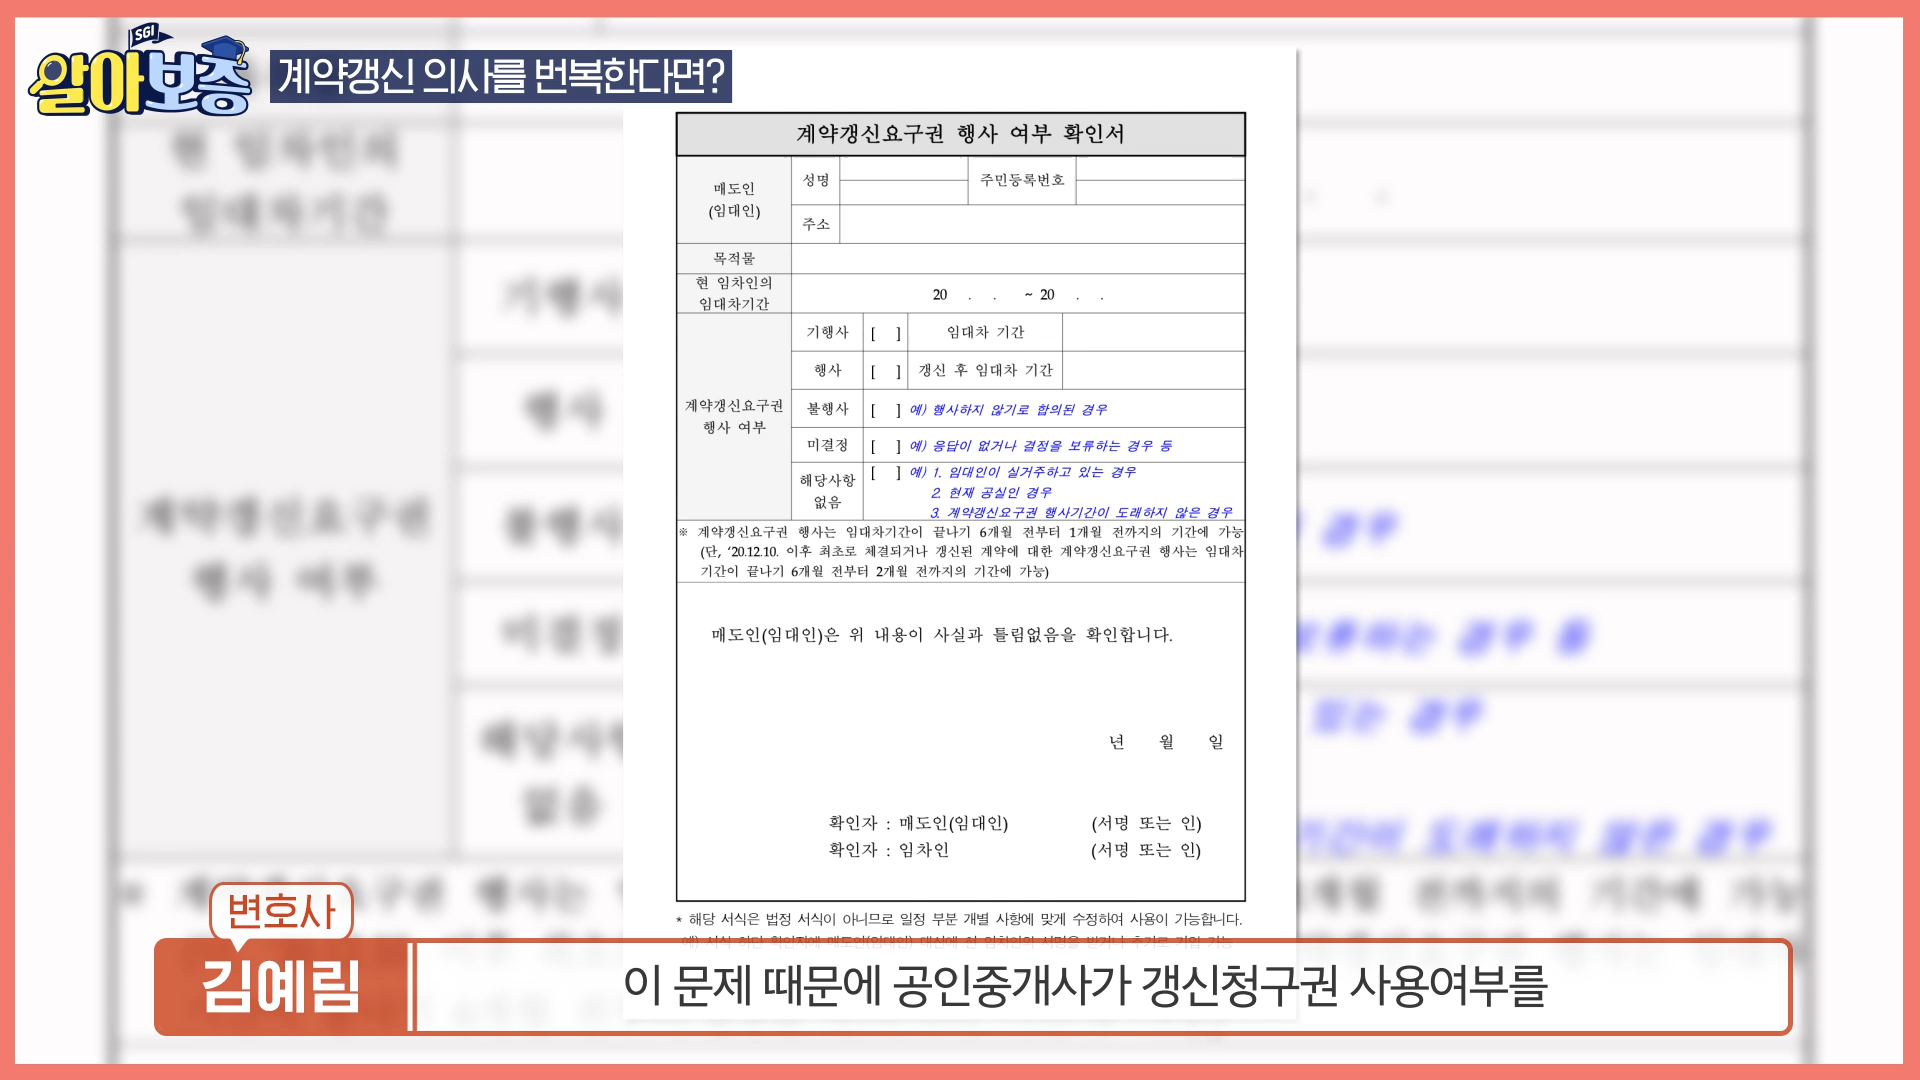 SGI
알아보증
계약갱신 의사를 번복한다면?
계약갱신요구권 행사 여부 확인서
매도인
(임대인)
성명
주민등록번호
주소
목적물
현 임차인의
임대차기간
20 . . ~ 20 . .
계약갱신요구권
행사 여부
기행사 [ ] 임대차 기간
행사 [ ] 갱신 후 임대차 기간
불행사 [ ] 예) 행사하지 않기로 합의된 경우
미결정 [ ] 예) 응답이 없거나 결정을 보류하는 경우 등
해당사항
없음
[ ] 예) 1. 임대인이 실거주하고 있는 경우
2. 현재 공실인 경우
3. 계약갱신요구권 행사기간이 도래하지 않은 경우
※ 계약갱신요구권 행사는 임대차기간이 끝나기 6개월 전부터 1개월 전까지의 기간에 가능
(단, ‘20.12.10. 이후 최초로 체결되거나 갱신된 계약에 대한 계약갱신요구권 행사는 임대차
기간이 끝나기 6개월 전부터 2개월 전까지의 기간에 가능)
매도인(임대인)은 위 내용이 사실과 틀림없음을 확인합니다.
년 월 일
확인자 : 매도인(임대인) (서명 또는 인)
확인자 : 임차인 (서명 또는 인)
* 해당 서식은 법정 서식이 아니므로 일정 부분 개별 사항에 맞게 수정하여 사용이 가능합니다.
변호사
김예림
이 문제 때문에 공인중개사가 갱신청구권 사용여부를